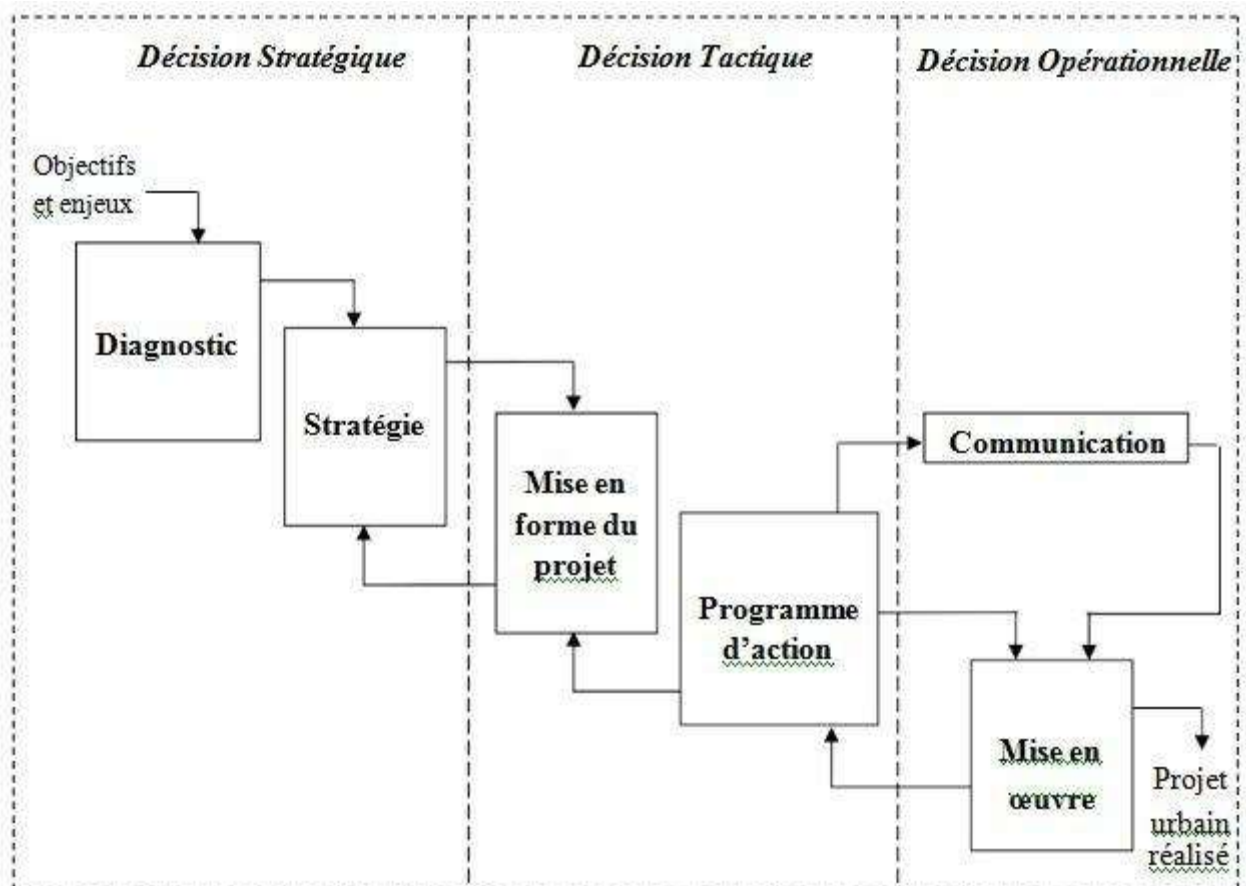 Décision Stratégique
Décision Tactique
Décision Opérationnelle
Objectifs
et enjeux
Diagnostic
Stratégie
Mise en
forme du
projet
Programme
d’action
Communication
Mise en
œuvre
Projet
urbain
réalisé